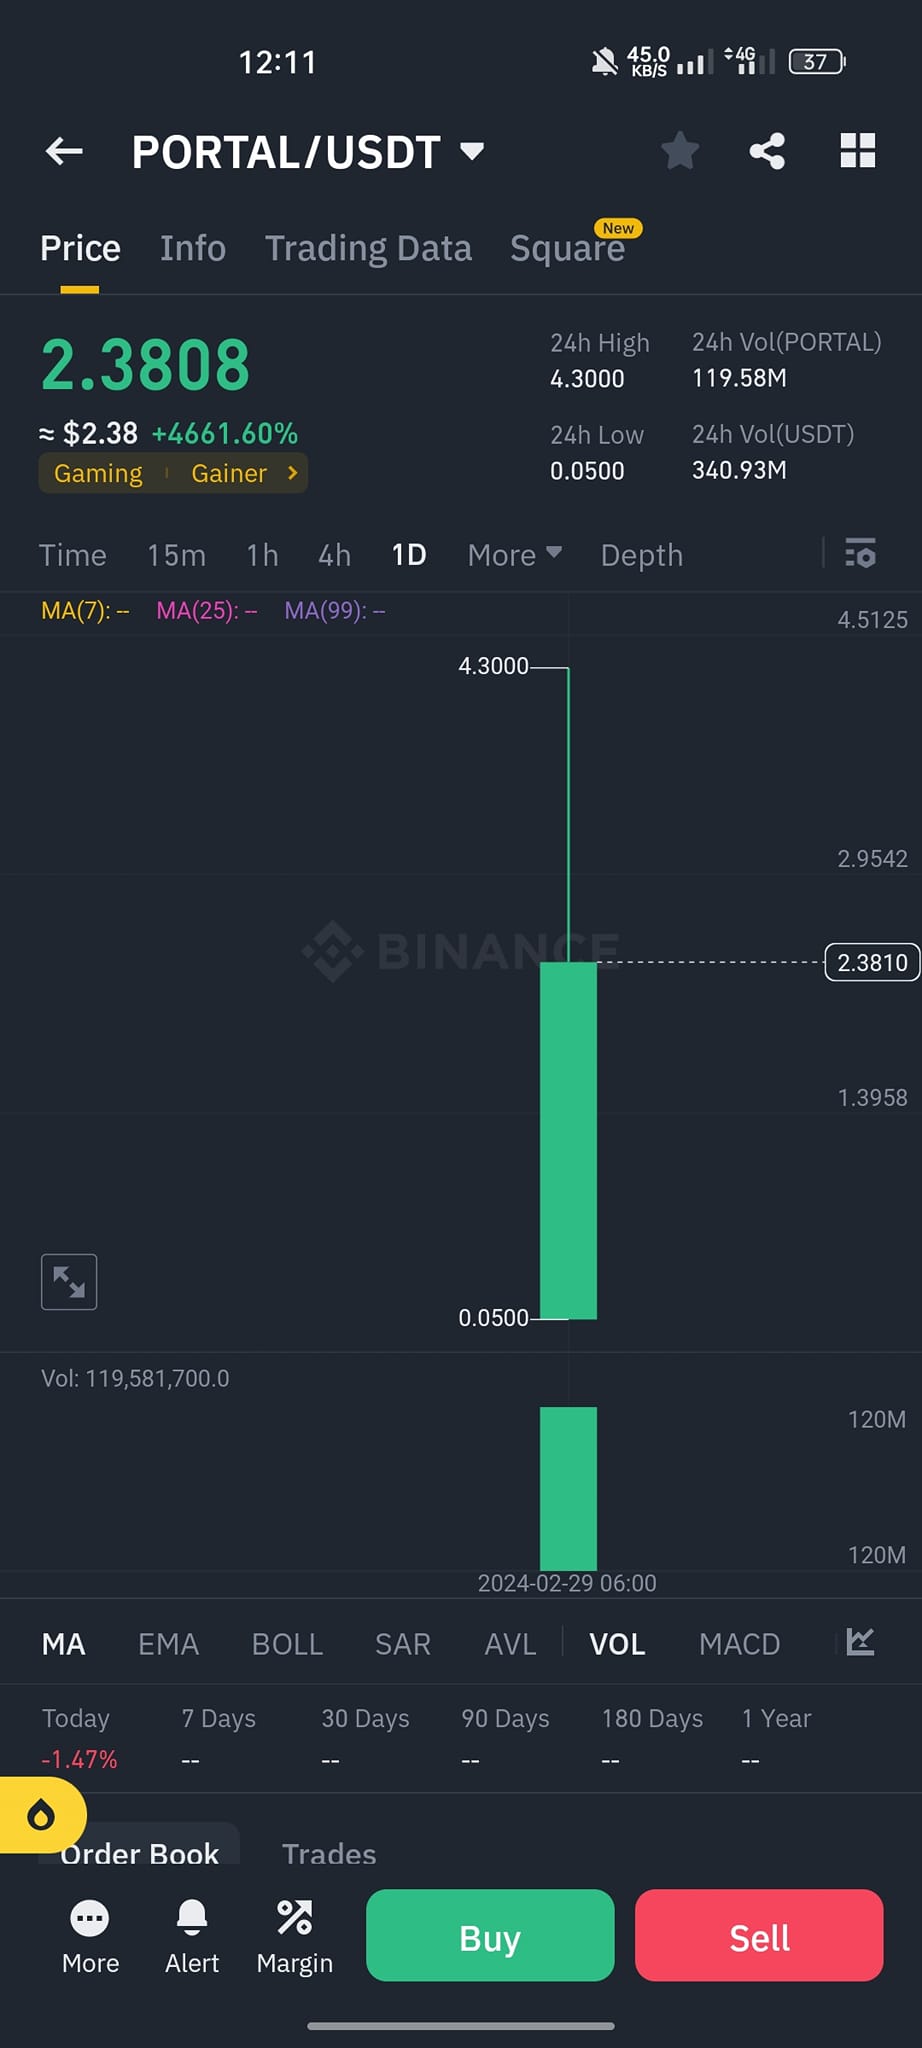 12:11
45.0
KB/S
4G
37
PORTAL/USDT
Price Info Trading Data Square New
2.3808
≈ $2.38 +4661.60%
Gaming Gainer
24h High
4.3000
24h Vol(PORTAL)
119.58M
24h Low
0.0500
24h Vol(USDT)
340.93M
Time 15m 1h 4h 1D More Depth
MA(7): -- MA(25): -- MA(99): --
4.5125
4.3000
2.9542
BINANCE
2.3810
1.3958
0.0500
Vol: 119,581,700.0
120M
120M
2024-02-29 06:00
MA EMA BOLL SAR AVL VOL MACD
Today 7 Days 30 Days 90 Days 180 Days 1 Year
-1.47% -- -- -- -- --
Order Book Trades
More Alert Margin Buy Sell